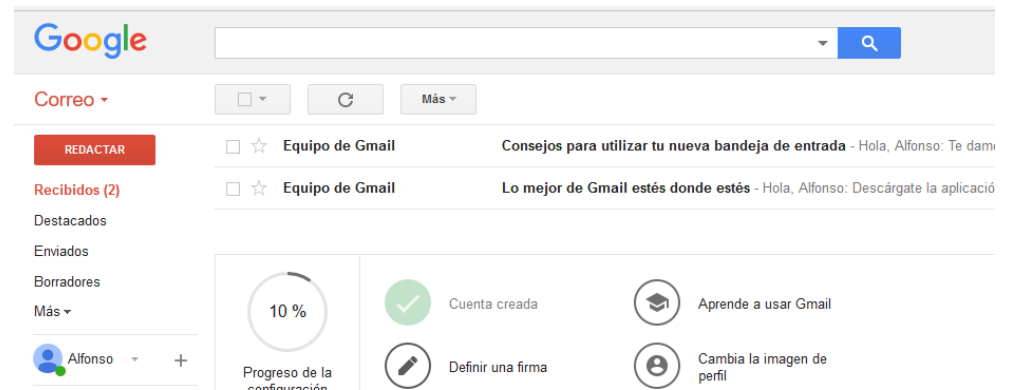 Google
Correo
Más
REDACTAR
Equipo de Gmail Consejos para utilizar tu nueva bandeja de entrada - Hola, Alfonso: Te damo
Recibidos (2)
Equipo de Gmail Lo mejor de Gmail estés donde estés - Hola, Alfonso: Descárgate la aplicació
Destacados
Enviados
Borradores
Más
10 %
Cuenta creada
Aprende a usar Gmail
Alfonso
Progreso de la
configuración
Definir una firma
Cambia la imagen de
perfil